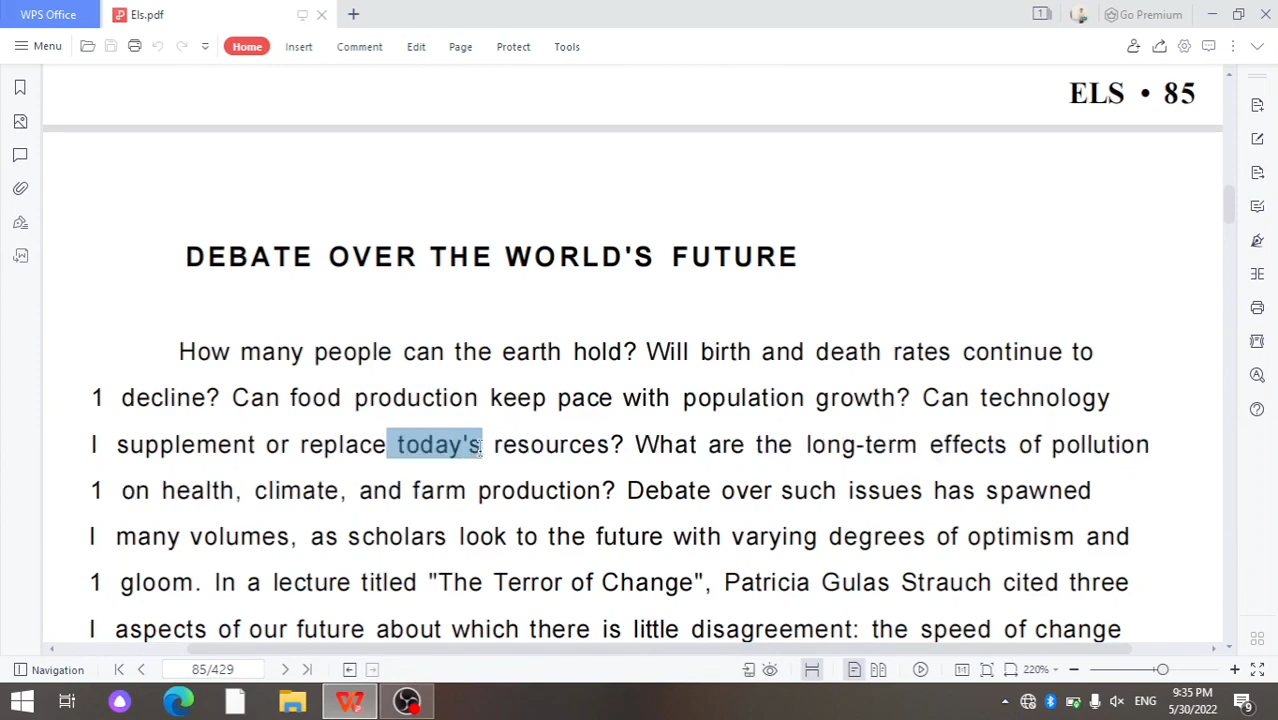 WPS Office
Els.pdf
1
Go Premium
Menu
Home
Insert
Comment
Edit
Page
Protect
Tools
ELS • 85
DEBATE OVER THE WORLD'S FUTURE
How many people can the earth hold? Will birth and death rates continue to
1 decline? Can food production keep pace with population growth? Can technology
I supplement or replace today's resources? What are the long-term effects of pollution
1 on health, climate, and farm production? Debate over such issues has spawned
I many volumes, as scholars look to the future with varying degrees of optimism and
1 gloom. In a lecture titled "The Terror of Change", Patricia Gulas Strauch cited three
I aspects of our future about which there is little disagreement: the speed of change
Navigation
85/429
220%
ENG
9:35 PM
5/30/2022
9